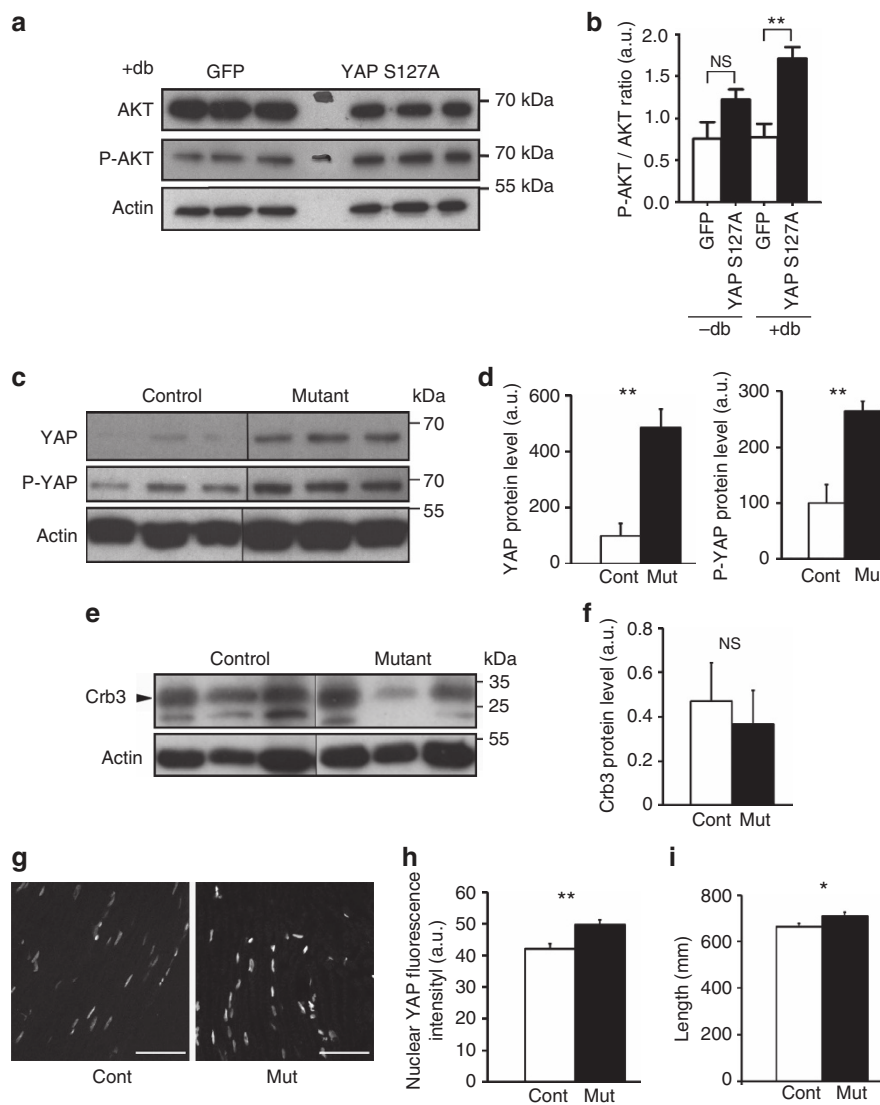 a
+db GFP YAP S127A
AKT
70 kDa
P-AKT
70 kDa
55 kDa
Actin
b
P-AKT / AKT ratio (a.u.)
2.0
1.5
1.0
0.5
0.0
NS
**
GFP
YAP S127A
GFP
YAP S127A
–db +db
c
Control Mutant kDa
YAP
70
P-YAP
70
55
Actin
d
YAP protein level (a.u.)
600
400
200
0
**
Cont Mut
P-YAP protein level (a.u.)
300
200
100
0
**
Cont Mu
e
Control Mutant kDa
Crb3
35
25
55
Actin
f
Crb3 protein level (a.u.)
0.8
0.6
0.4
0.2
0
NS
Cont Mut
g
Cont Mut
h
Nuclear YAP fluorescence
intensityl (a.u.)
60
50
40
30
20
10
0
**
Cont Mut
i
Length (mm)
800
600
400
200
0
*
Cont Mut